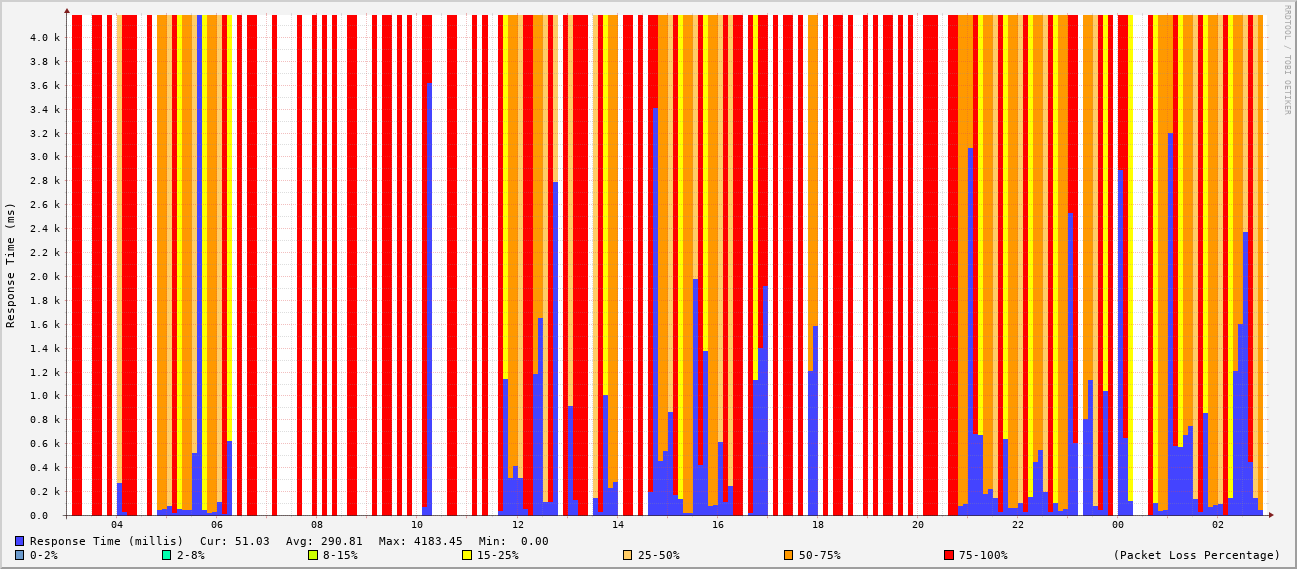 RRDTOOL / TOBI OETIKER
Response Time (ms)
4.0 k
3.8 k
3.6 k
3.4 k
3.2 k
3.0 k
2.8 k
2.6 k
2.4 k
2.2 k
2.0 k
1.8 k
1.6 k
1.4 k
1.2 k
1.0 k
0.8 k
0.6 k
0.4 k
0.2 k
0.0
04 06 08 10 12 14 16 18 20 22 00 02
Response Time (millis) Cur: 51.03 Avg: 290.81 Max: 4183.45 Min: 0.00
0-2% 2-8% 8-15% 15-25% 25-50% 50-75% 75-100% (Packet Loss Percentage)